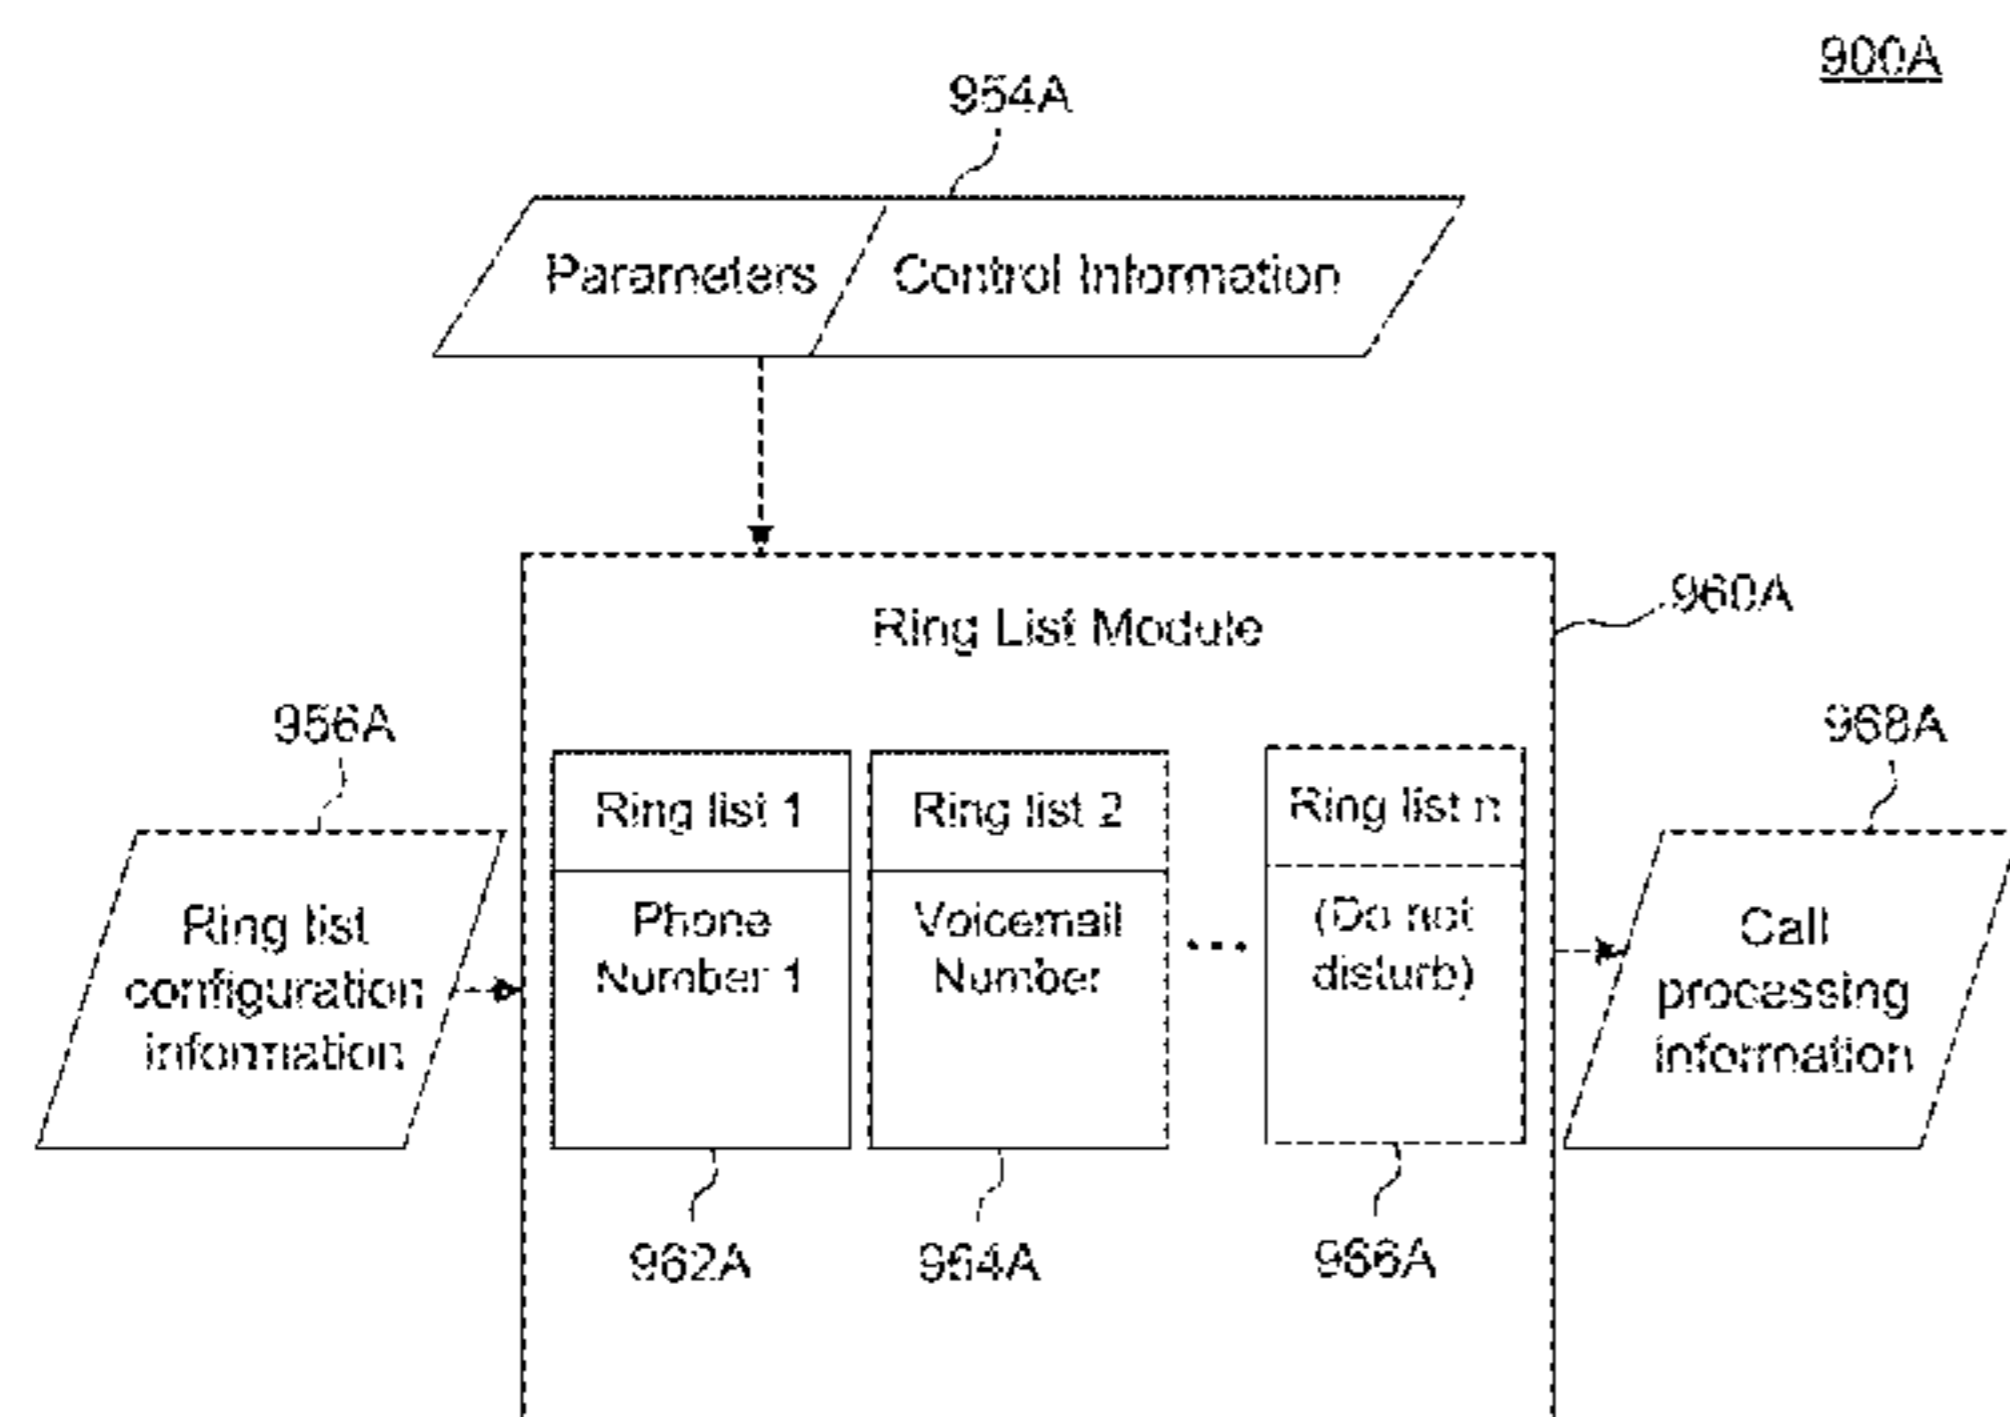 900A
954A
Parameters
Control Information
Ring List Module
960A
956A
968A
Ring list 1
Ring list 2
Ring list n
Ring list
configuration
information
Phone
Number 1
Voicemail
Number
...
(Do not
disturb)
Call
processing
information
962A
964A
966A